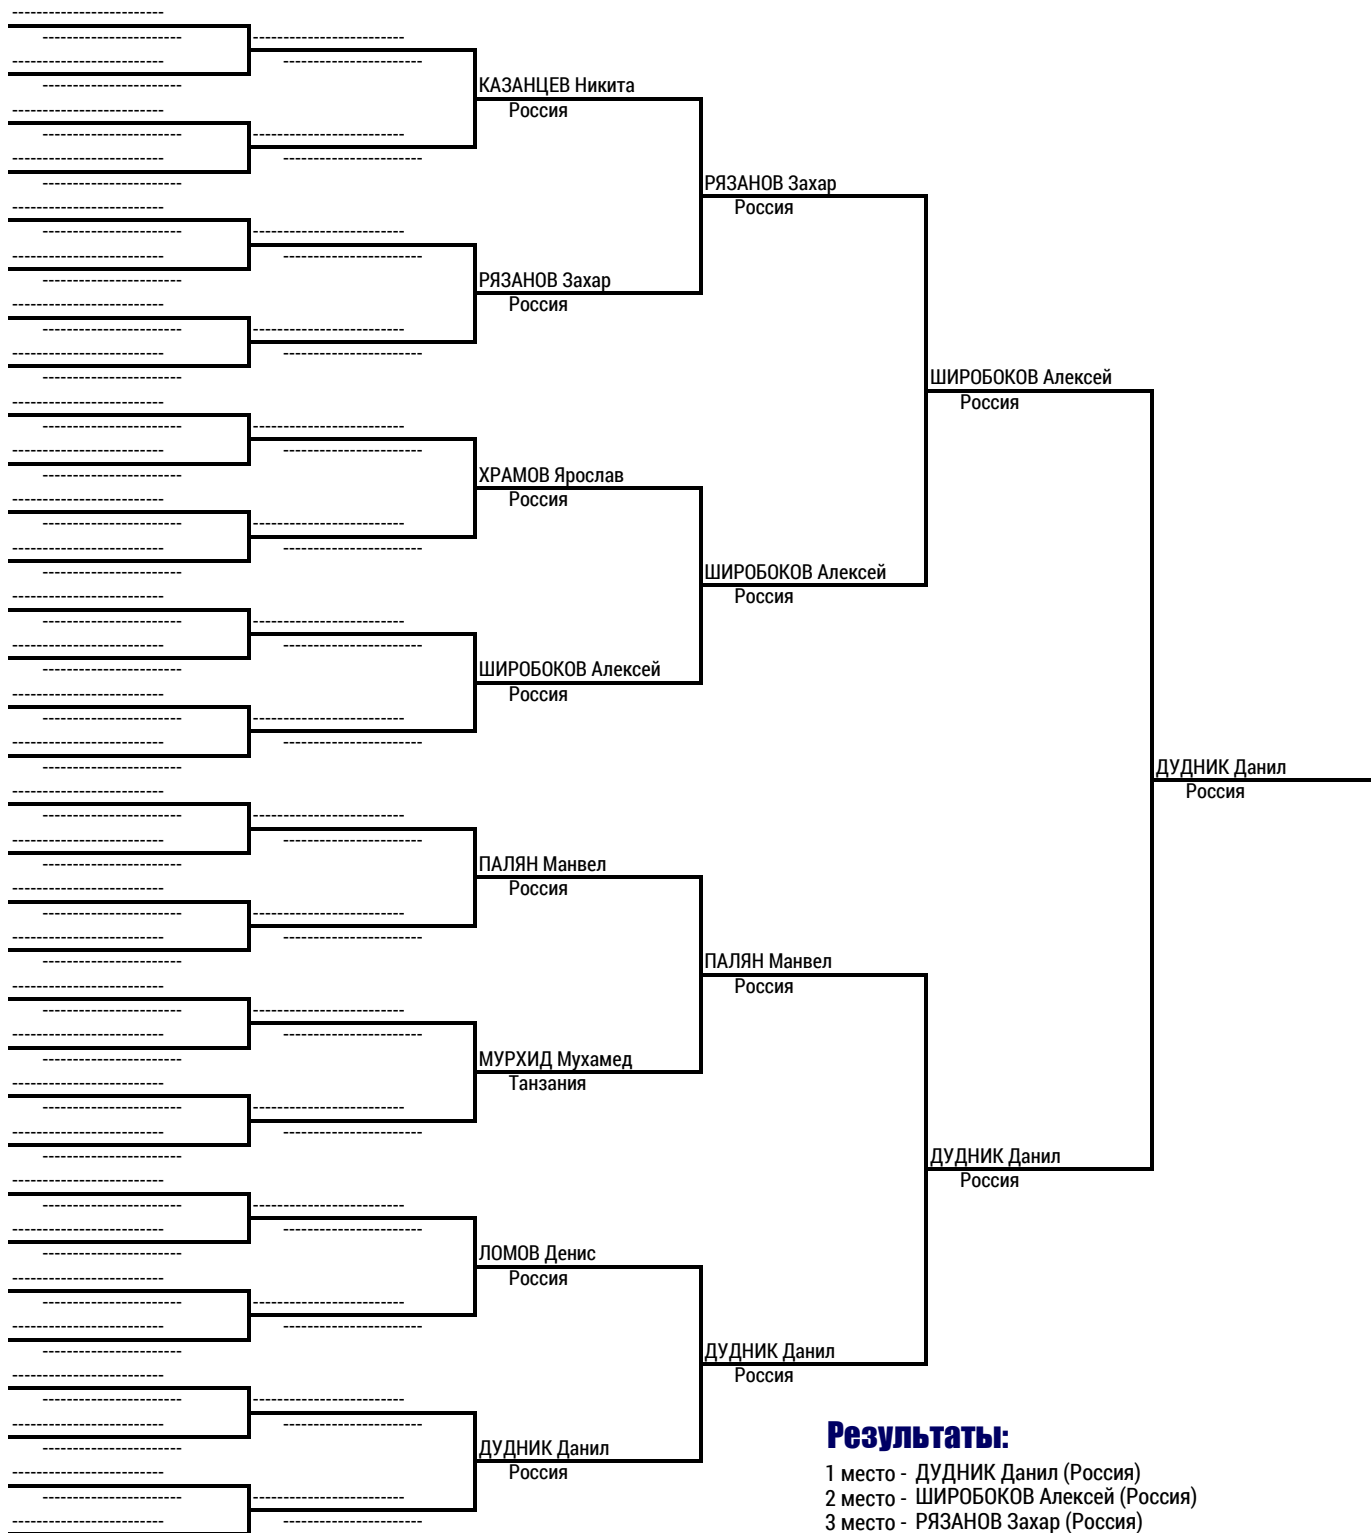 КАЗАНЦЕВ Никита
Россия
РЯЗАНОВ Захар
Россия
РЯЗАНОВ Захар
Россия
ШИРОБОКОВ Алексей
Россия
ХРАМОВ Ярослав
Россия
ШИРОБОКОВ Алексей
Россия
ШИРОБОКОВ Алексей
Россия
ДУДНИК Данил
Россия
ПАЛЯН Манвел
Россия
ПАЛЯН Манвел
Россия
МУРХИД Мухамед
Танзания
ДУДНИК Данил
Россия
ЛОМОВ Денис
Россия
ДУДНИК Данил
Россия
ДУДНИК Данил
Россия
Результаты:
1 место - ДУДНИК Данил (Россия)
2 место - ШИРОБОКОВ Алексей (Россия)
3 место - РЯЗАНОВ Захар (Россия)